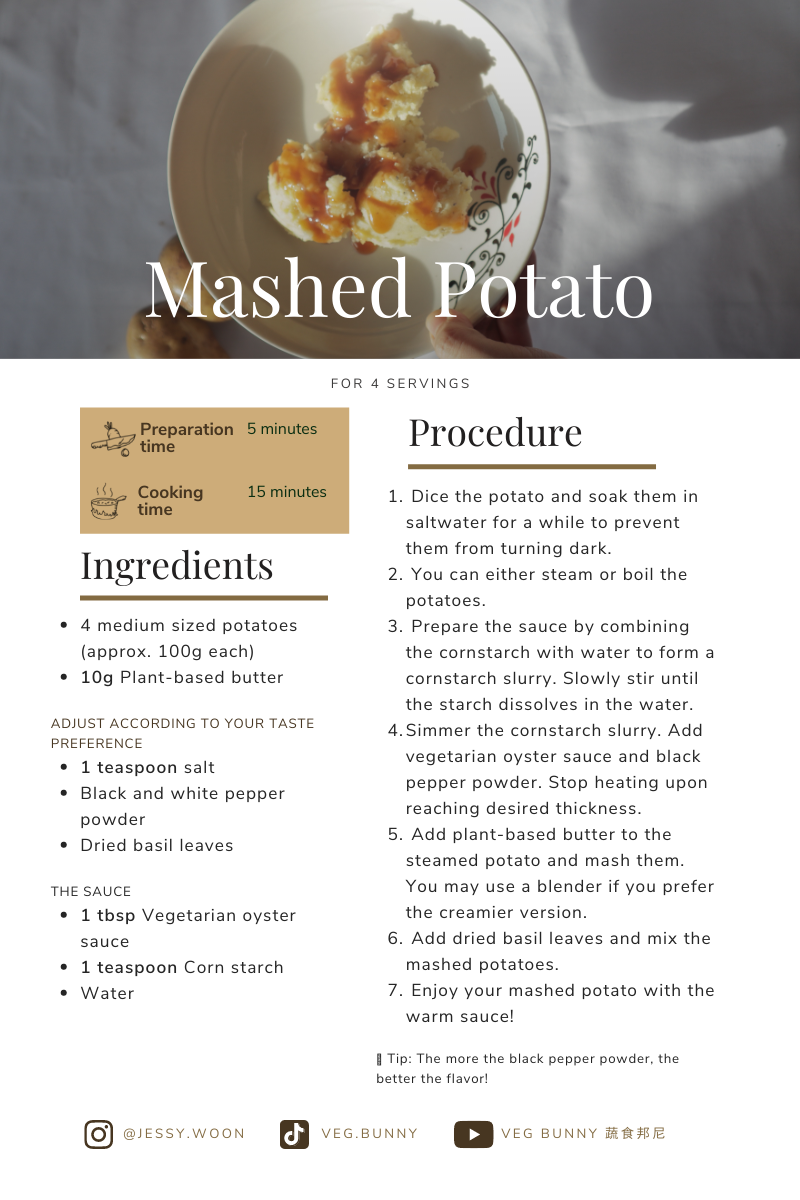 Mashed Potato
FOR 4 SERVINGS
Preparation
time
5 minutes
Cooking
time
15 minutes
Ingredients
• 4 medium sized potatoes
(approx. 100g each)
• 10g Plant-based butter
ADJUST ACCORDING TO YOUR TASTE
PREFERENCE
• 1 teaspoon salt
• Black and white pepper
powder
• Dried basil leaves
THE SAUCE
• 1 tbsp Vegetarian oyster
sauce
• 1 teaspoon Corn starch
• Water
Procedure
1. Dice the potato and soak them in
saltwater for a while to prevent
them from turning dark.
2. You can either steam or boil the
potatoes.
3. Prepare the sauce by combining
the cornstarch with water to form a
cornstarch slurry. Slowly stir until
the starch dissolves in the water.
4. Simmer the cornstarch slurry. Add
vegetarian oyster sauce and black
pepper powder. Stop heating upon
reaching desired thickness.
5. Add plant-based butter to the
steamed potato and mash them.
You may use a blender if you prefer
the creamier version.
6. Add dried basil leaves and mix the
mashed potatoes.
7. Enjoy your mashed potato with the
warm sauce!
Tip: The more the black pepper powder, the
better the flavor!
@JESSY.WOON
VEG.BUNNY
VEG BUNNY 蔬食邦尼